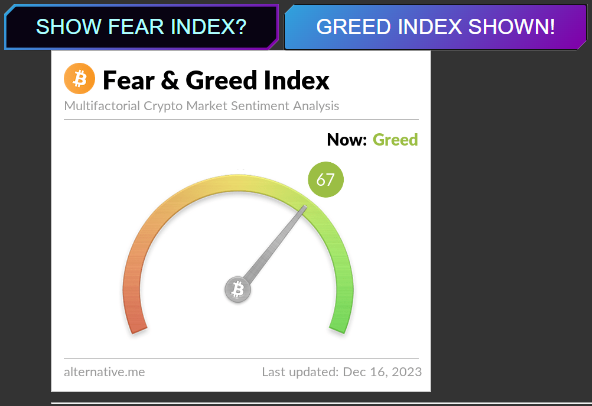 SHOW FEAR INDEX?
GREED INDEX SHOWN!
Fear & Greed Index
Multifactorial Crypto Market Sentiment Analysis
Now: Greed
67
alternative.me
Last updated: Dec 16, 2023